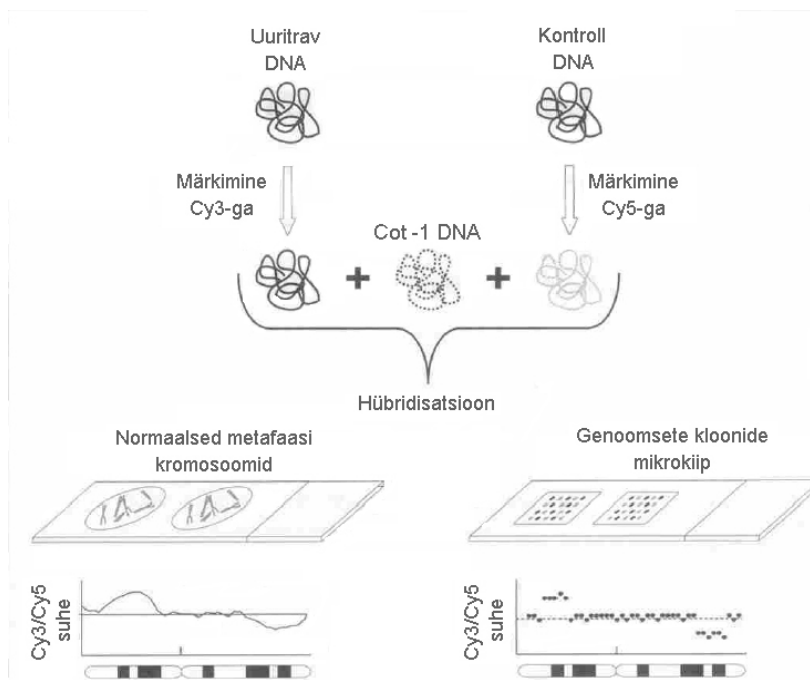 Uuritrav
DNA
Kontroll
DNA
Märkimine
Cy3-ga
Märkimine
Cy5-ga
Cot -1 DNA
Hübridisatsioon
Normaalsed metafaasi
kromosoomid
Genoomsete kloonide
mikrokiip
Cy3/Cy5
suhe
Cy3/Cy5
suhe